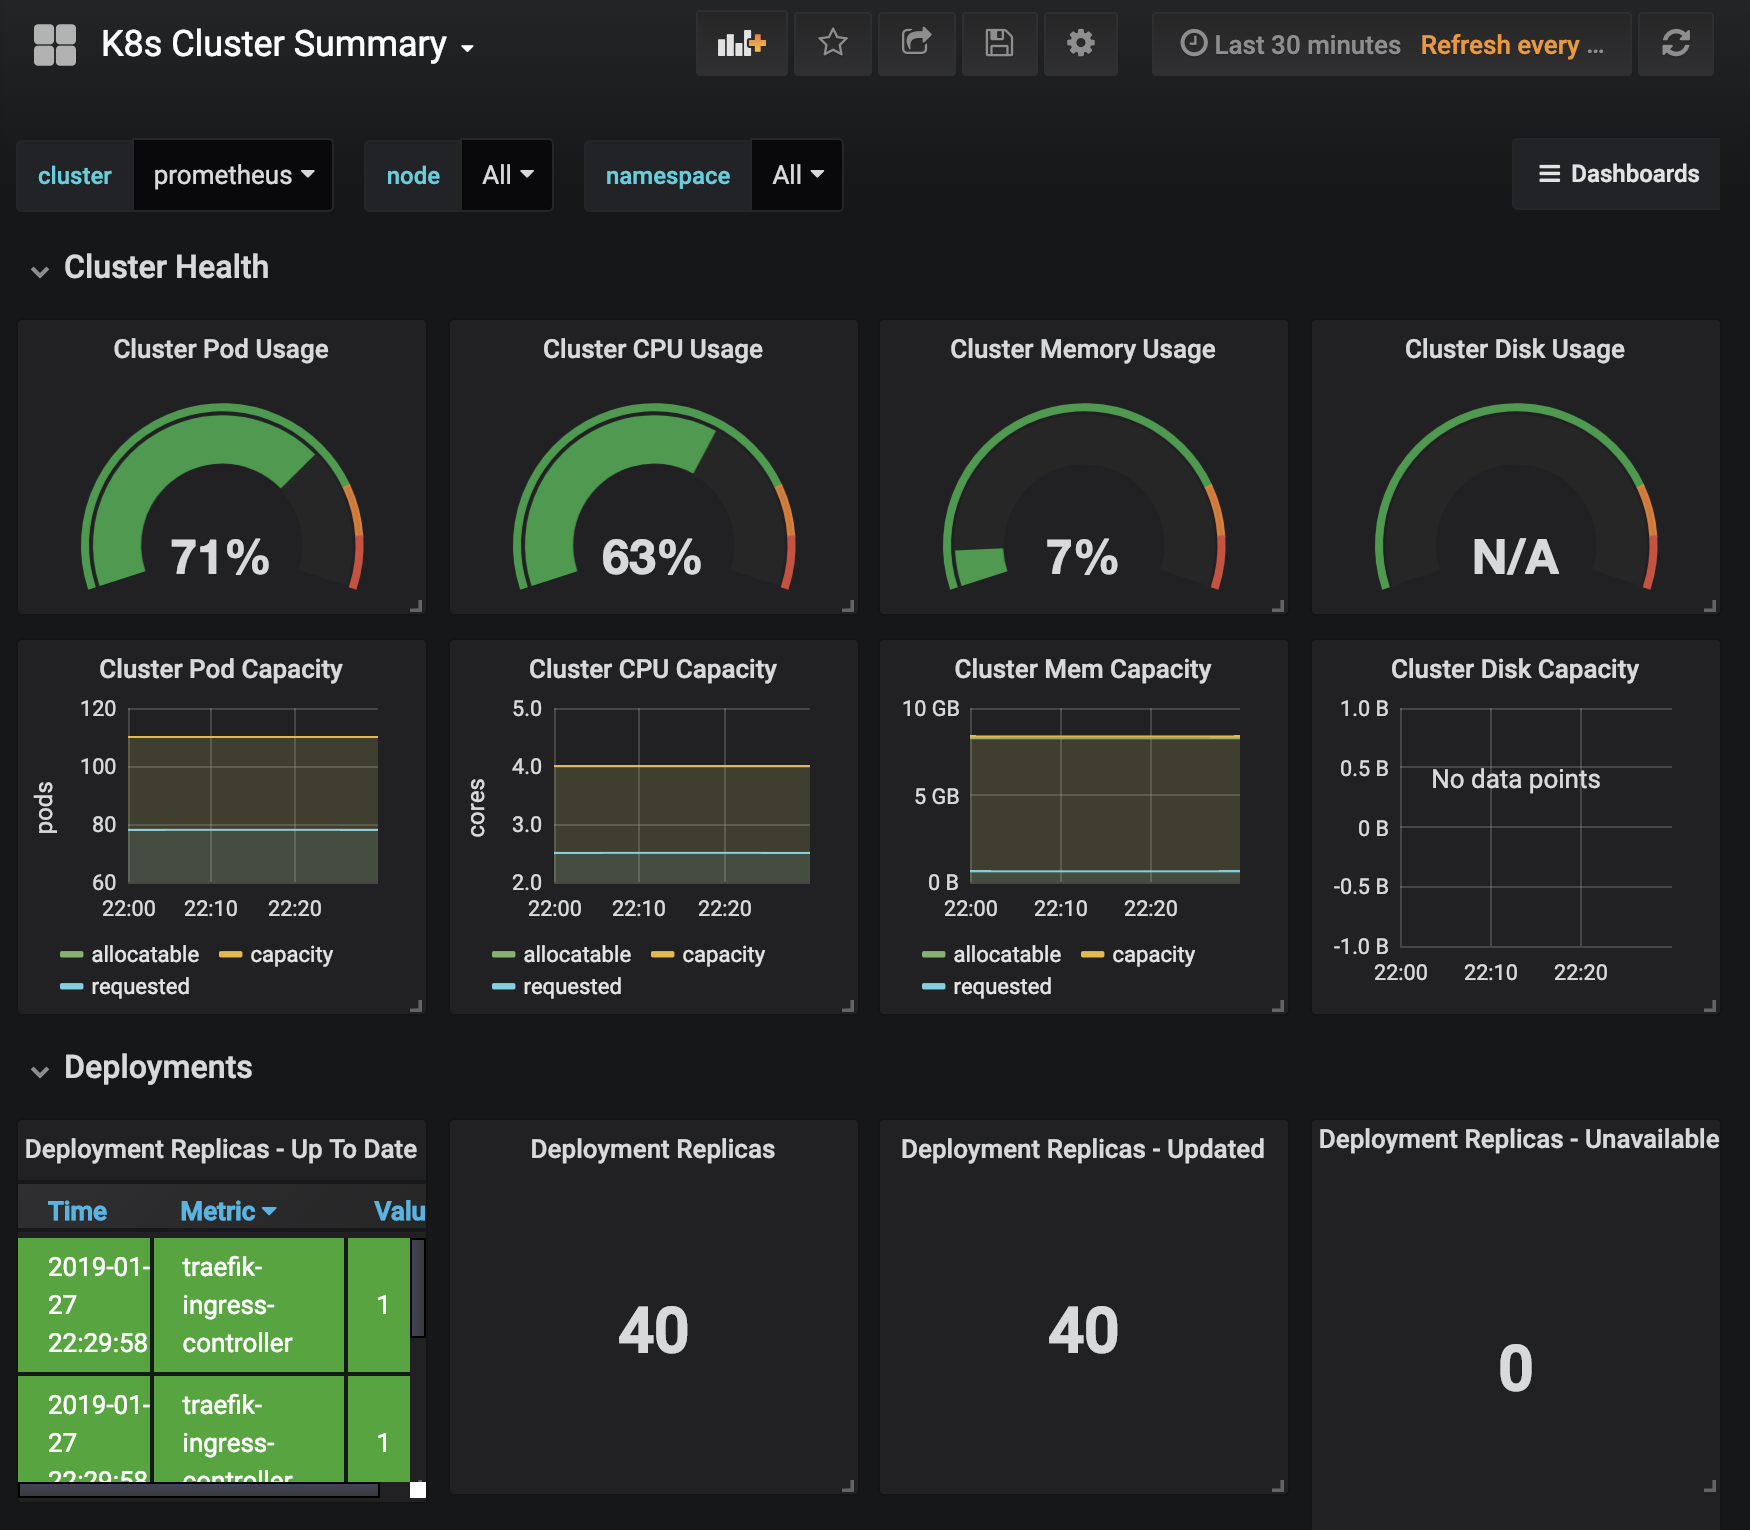 K8s Cluster Summary
Last 30 minutes Refresh every ...
cluster prometheus node All namespace All Dashboards
Cluster Health
Cluster Pod Usage
71%
Cluster CPU Usage
63%
Cluster Memory Usage
7%
Cluster Disk Usage
N/A
Cluster Pod Capacity
120
100
80
60
pods
22:00 22:10 22:20
allocatable capacity
requested
Cluster CPU Capacity
5.0
4.0
3.0
2.0
cores
22:00 22:10 22:20
allocatable capacity
requested
Cluster Mem Capacity
10 GB
5 GB
0 B
22:00 22:10 22:20
allocatable capacity
requested
Cluster Disk Capacity
1.0 B
0.5 B
No data points
0 B
-0.5 B
-1.0 B
22:00 22:10 22:20
Deployments
Deployment Replicas - Up To Date
Time Metric Valu
2019-01- traefik-
27 ingress- 1
22:29:58 controller
2019-01- traefik-
27 ingress- 1
22:29:58 controller
Deployment Replicas
40
Deployment Replicas - Updated
40
Deployment Replicas - Unavailable
0